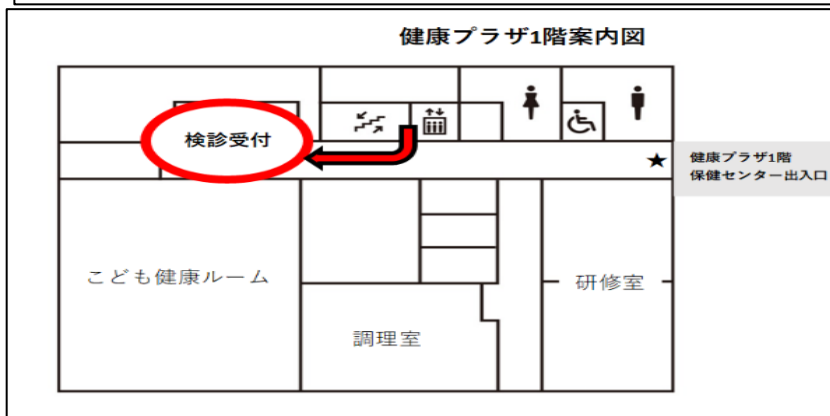 健康プラザ1階案内図
検診受付
★
健康プラザ1階
保健センター出入口
こども健康ルーム
研修室
調理室